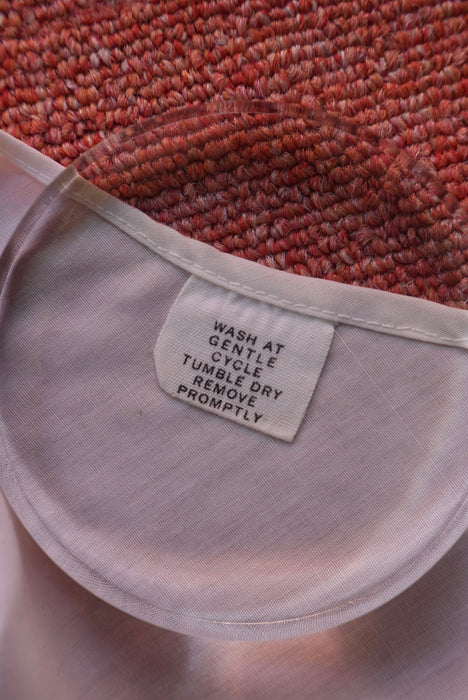 WASH AT
GENTLE
CYCLE
TUMBLE DRY
REMOVE
PROMPTLY